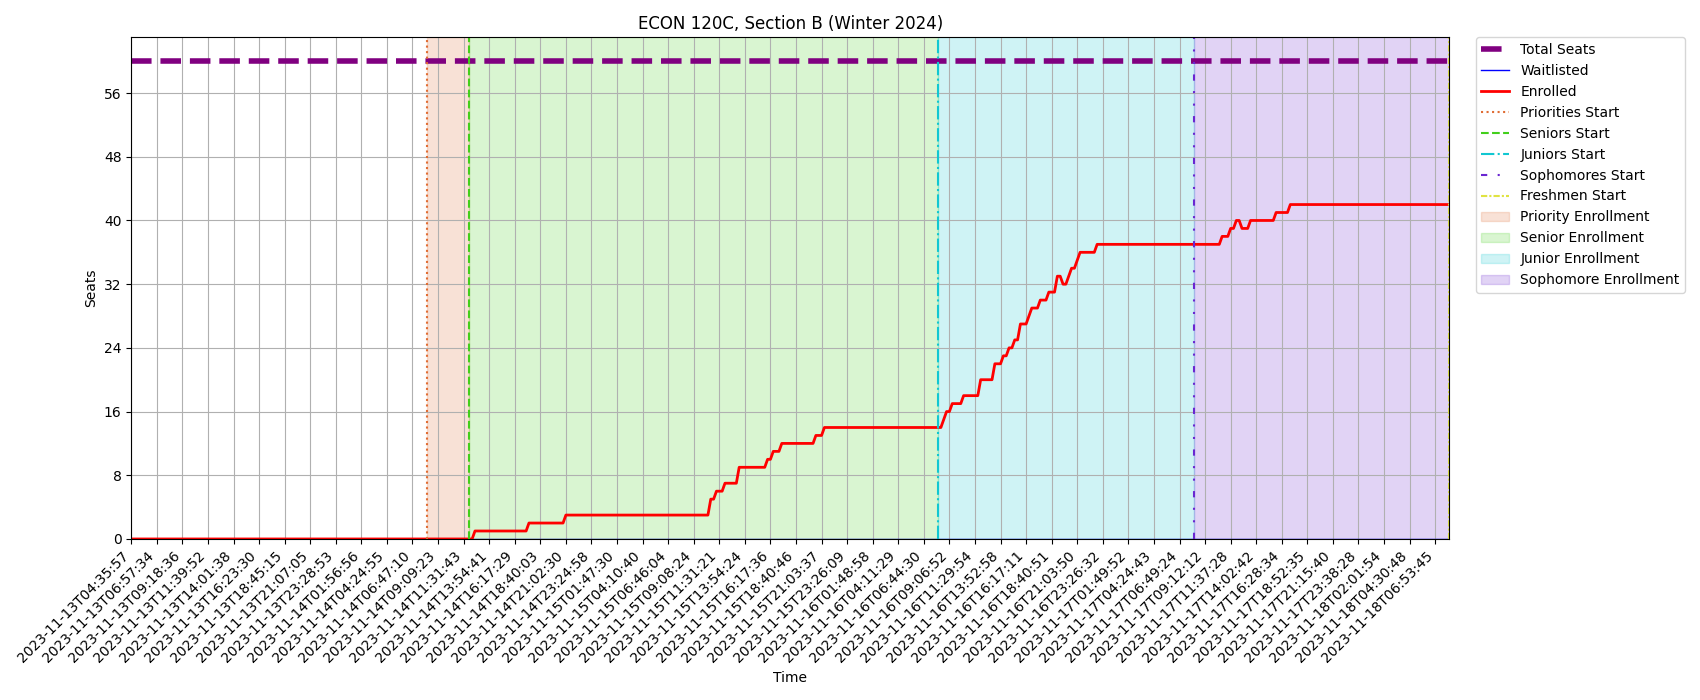 ECON 120C, Section B (Winter 2024)
Seats
56
48
40
32
24
16
8
0
2023-11-13T04:35:57
2023-11-13T06:57:34
2023-11-13T09:18:36
2023-11-13T11:39:52
2023-11-13T14:01:38
2023-11-13T16:23:30
2023-11-13T18:45:15
2023-11-13T21:07:05
2023-11-13T23:28:53
2023-11-14T01:56:56
2023-11-14T04:24:55
2023-11-14T06:47:10
2023-11-14T09:09:23
2023-11-14T11:31:43
2023-11-14T13:54:41
2023-11-14T16:17:29
2023-11-14T18:40:03
2023-11-14T21:02:30
2023-11-14T23:24:58
2023-11-15T01:47:30
2023-11-15T04:10:40
2023-11-15T06:46:04
2023-11-15T09:08:24
2023-11-15T11:31:21
2023-11-15T13:54:24
2023-11-15T16:17:36
2023-11-15T18:40:46
2023-11-15T21:03:37
2023-11-15T23:26:09
2023-11-16T01:48:58
2023-11-16T04:11:29
2023-11-16T06:44:30
2023-11-16T09:06:52
2023-11-16T11:29:54
2023-11-16T13:52:58
2023-11-16T16:17:11
2023-11-16T18:40:51
2023-11-16T21:03:50
2023-11-16T23:26:32
2023-11-17T01:49:52
2023-11-17T04:24:43
2023-11-17T06:49:24
2023-11-17T09:12:12
2023-11-17T11:37:28
2023-11-17T14:02:42
2023-11-17T16:28:34
2023-11-17T18:52:35
2023-11-17T21:15:40
2023-11-17T23:38:28
2023-11-18T02:01:54
2023-11-18T04:30:48
2023-11-18T06:53:45
Time
Total Seats
Waitlisted
Enrolled
Priorities Start
Seniors Start
Juniors Start
Sophomores Start
Freshmen Start
Priority Enrollment
Senior Enrollment
Junior Enrollment
Sophomore Enrollment